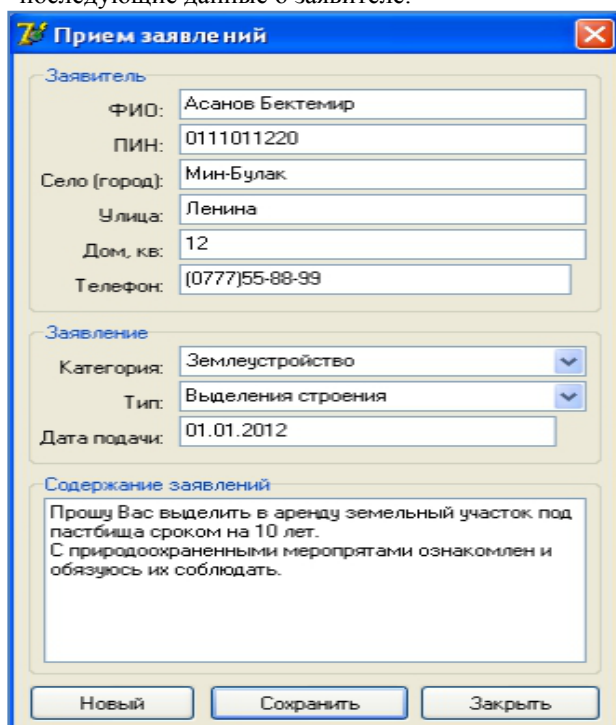 последующие данные о заявителе.
Прием заявлений
Заявитель
ФИО: Асанов Бектемир
ПИН: 0111011220
Село (город): Мин-Булак
Улица: Ленина
Дом, кв: 12
Телефон: (0777)55-88-99
Заявление
Категория: Землеустройство
Тип: Выделения строения
Дата подачи: 01.01.2012
Содержание заявлений
Прошу Вас выделить в аренду земельный участок под
пастбища сроком на 10 лет.
С природоохраненными меропрятами ознакомлен и
обязуюсь их соблюдать.
Новый Сохранить Закрыть